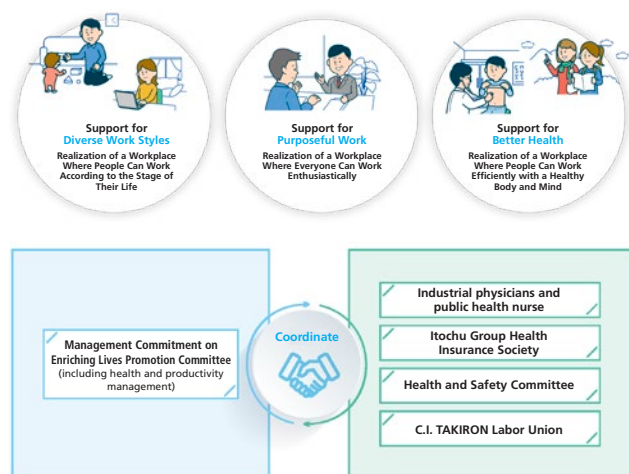 Support for
Diverse Work Styles
Realization of a Workplace
Where People Can Work
According to the Stage of
Their Life
Support for
Purposeful Work
Realization of a Workplace
Where Everyone Can Work
Enthusiastically
Support for
Better Health
Realization of a Workplace
Where People Can Work
Efficiently with a Healthy
Body and Mind
Management Commitment on
Enriching Lives Promotion Committee
(including health and productivity
management)
Coordinate
Industrial physicians and
public health nurse
Itochu Group Health
Insurance Society
Health and Safety Committee
C.I. TAKIRON Labor Union